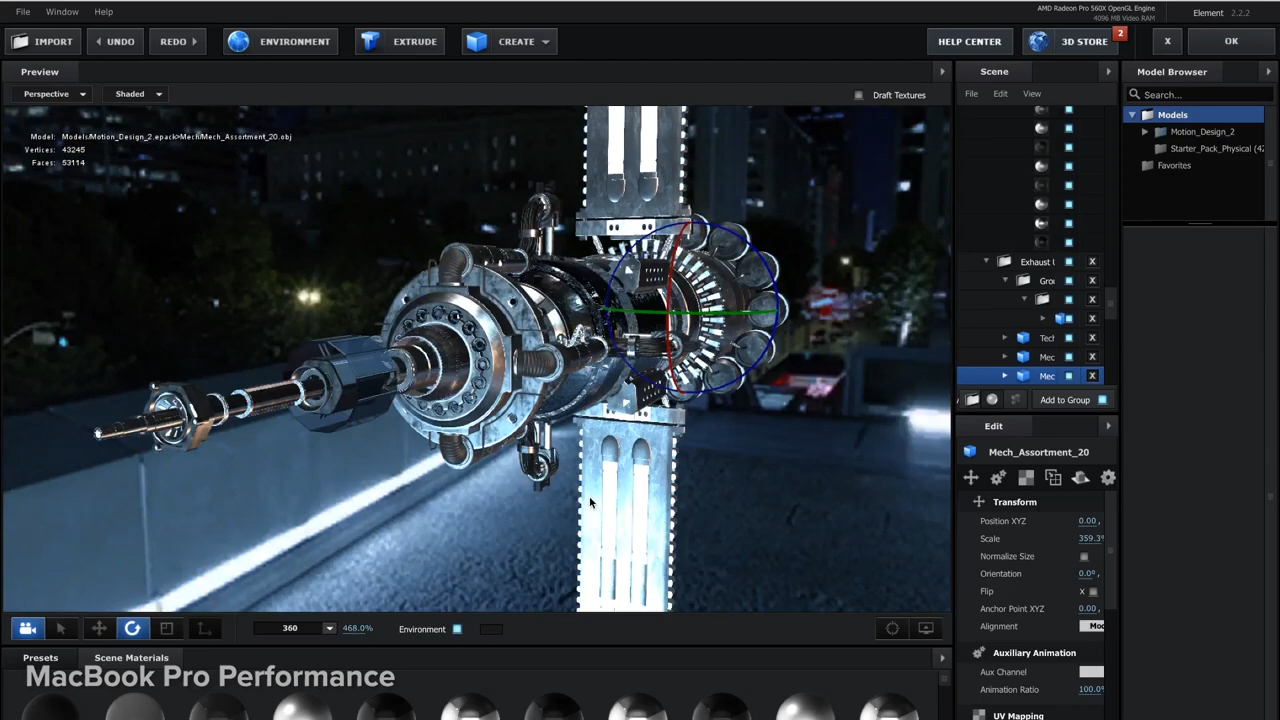 File Window Help
AMD Radeon Pro 560X OpenGL Engine
4096 MB Video RAM
Element 2.2.2
IMPORT UNDO REDO ENVIRONMENT EXTRUDE CREATE HELP CENTER 3D STORE 2 X OK
Preview
Perspective Shaded Draft Textures
Model: Models/Motion_Design_2.epack>Mech/Mech_Assortment_20.obj
Vertices: 43245
Faces: 53114
360 468.0% Environment
Presets Scene Materials
MacBook Pro Performance
Scene
File Edit View
Exhaust
X
Grou
X
X
X
Tech
X
Mec
X
Mec
X
Add to Group
Edit
Mech_Assortment_20
Transform
Position XYZ 0.00,
Scale 359.3
Normalize Size
Orientation 0.0°,
Flip X
Anchor Point XYZ 0.00,
Alignment Mo
Auxiliary Animation
Aux Channel
Animation Ratio 100.0
UV Mapping
Model Browser
Search...
Models
Motion_Design_2
Starter_Pack_Physical (42
Favorites